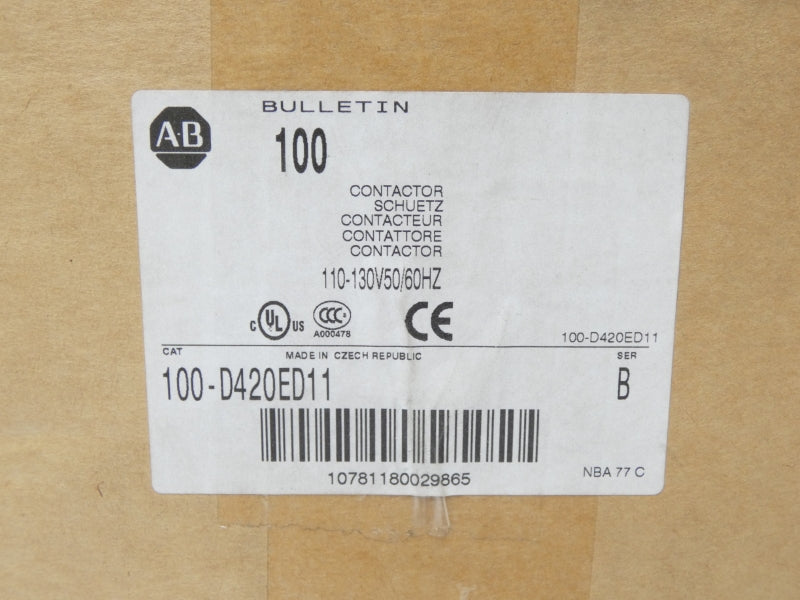 BULLETIN
A·B
100
CONTACTOR
SCHUETZ
CONTACTEUR
CONTATTORE
CONTACTOR
110-130V50/60HZ
C UL US
CCC S
A000478
CE
100-D420ED11
CAT
MADE IN CZECH REPUBLIC
SER
100-D420ED11
B
10781180029865
NBA 77 C